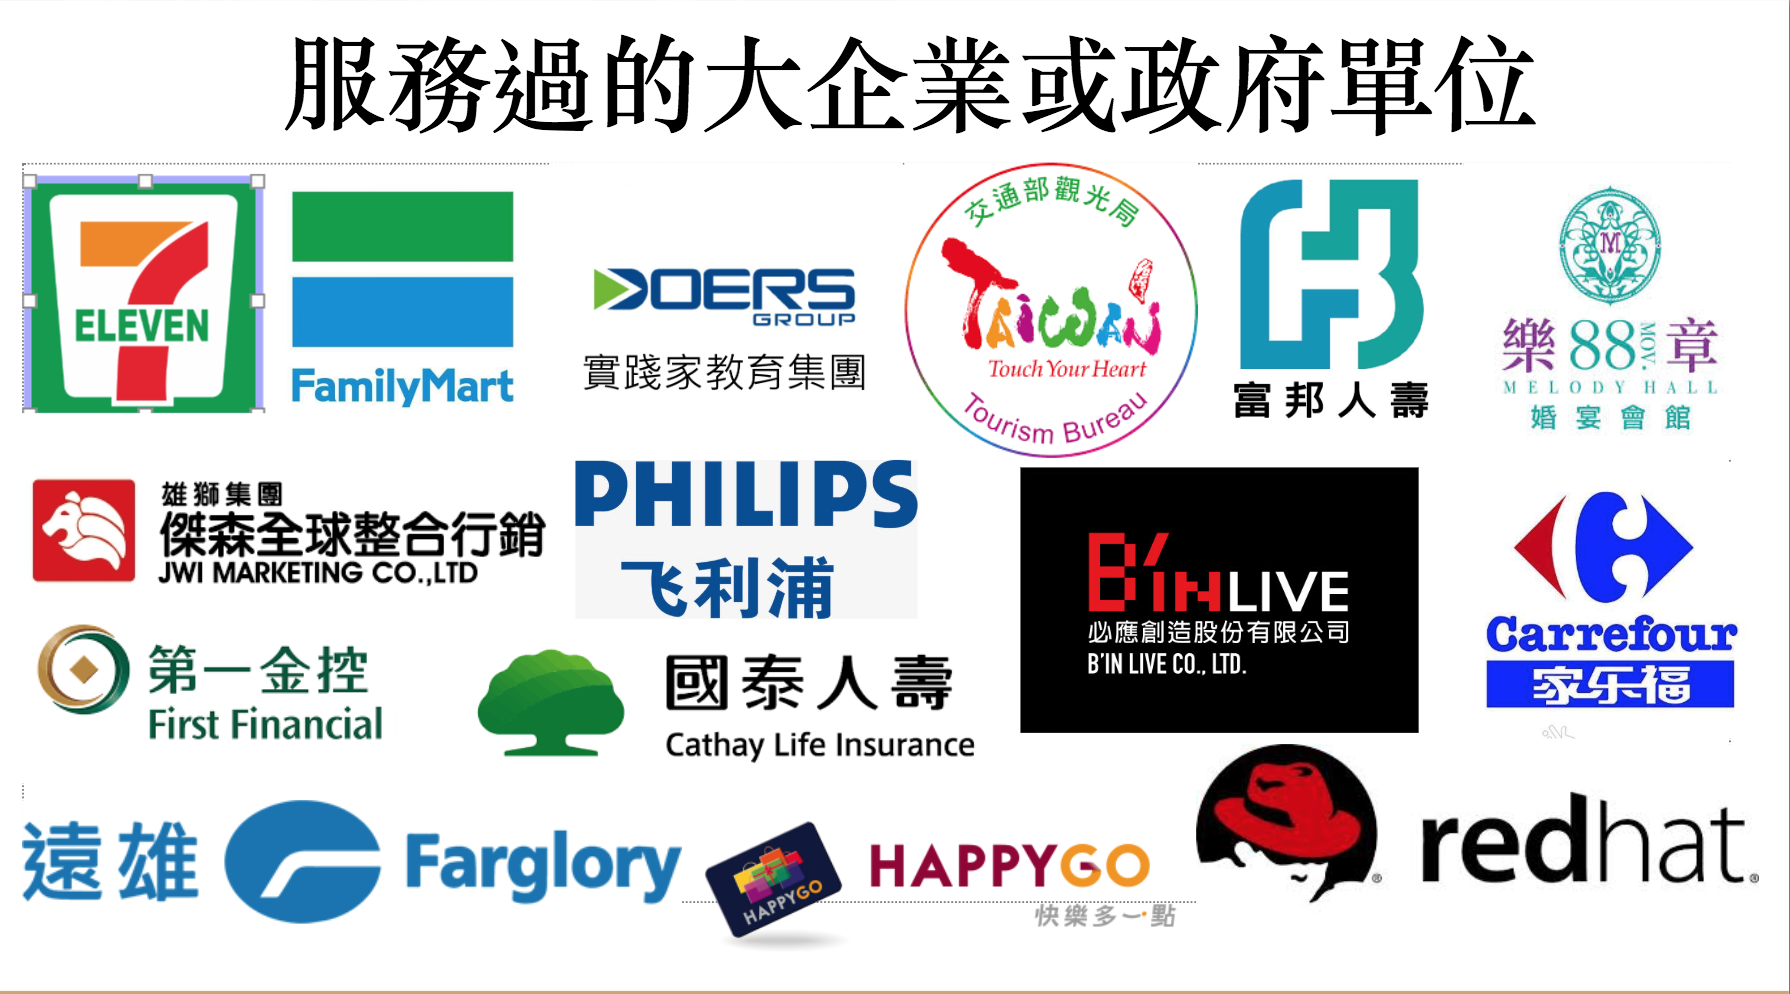 服務過的大企業或政府單位
7
ELEVEN
FamilyMart
DOERS
GROUP
實踐家教育集團
交通部觀光局
TAIWAN
Touch Your Heart
Tourism Bureau
富邦人壽
M
樂88章
MOV.
MELODY HALL
婚宴會館
雄獅集團
傑森全球整合行銷
JWI MARKETING CO.,LTD
PHILIPS
飞利浦
B'IN LIVE
必應創造股份有限公司
B'IN LIVE CO., LTD.
Carrefour
家乐福
第一金控
First Financial
國泰人壽
Cathay Life Insurance
遠雄
Farglory
HAPPYGO
HAPPYGO
快樂多一點
redhat®